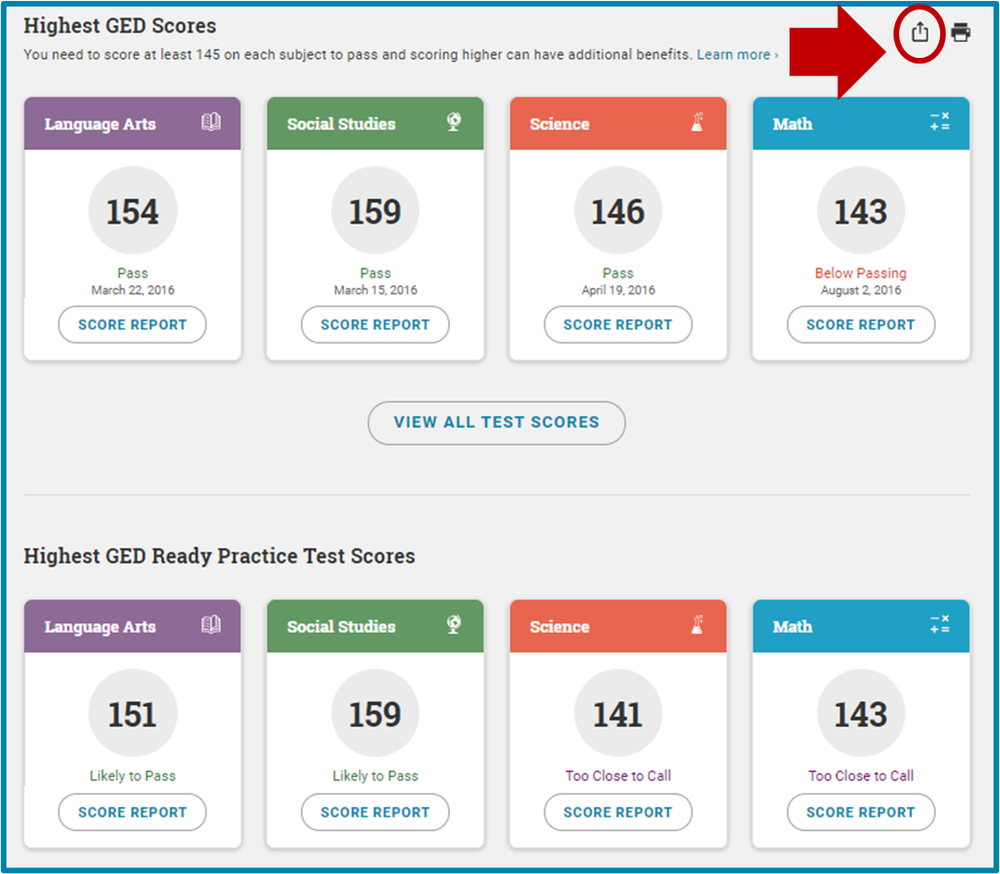 Highest GED Scores
You need to score at least 145 on each subject to pass and scoring higher can have additional benefits. Learn more ›
Language Arts
Social Studies
Science
Math
154
159
146
143
Pass
Pass
Pass
Below Passing
March 22, 2016
March 15, 2016
April 19, 2016
August 2, 2016
SCORE REPORT
SCORE REPORT
SCORE REPORT
SCORE REPORT
VIEW ALL TEST SCORES
Highest GED Ready Practice Test Scores
Language Arts
Social Studies
Science
Math
151
159
141
143
Likely to Pass
Likely to Pass
Too Close to Call
Too Close to Call
SCORE REPORT
SCORE REPORT
SCORE REPORT
SCORE REPORT